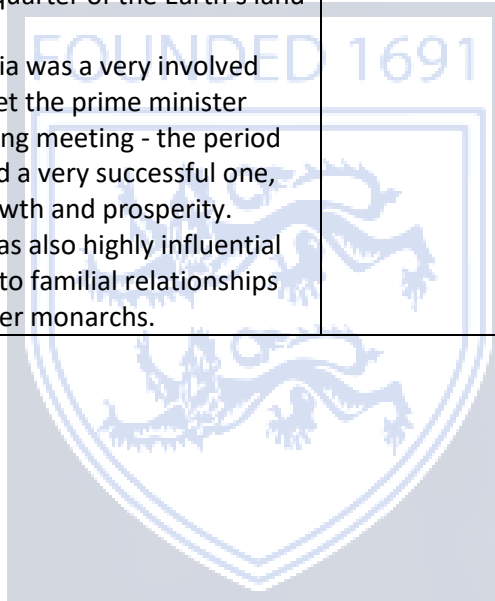 quarter of the Earth's land
FOUNDED 1691
ia was a very involved
et the prime minister
ng meeting - the period
d a very successful one,
wth and prosperity.
as also highly influential
to familial relationships
er monarchs.